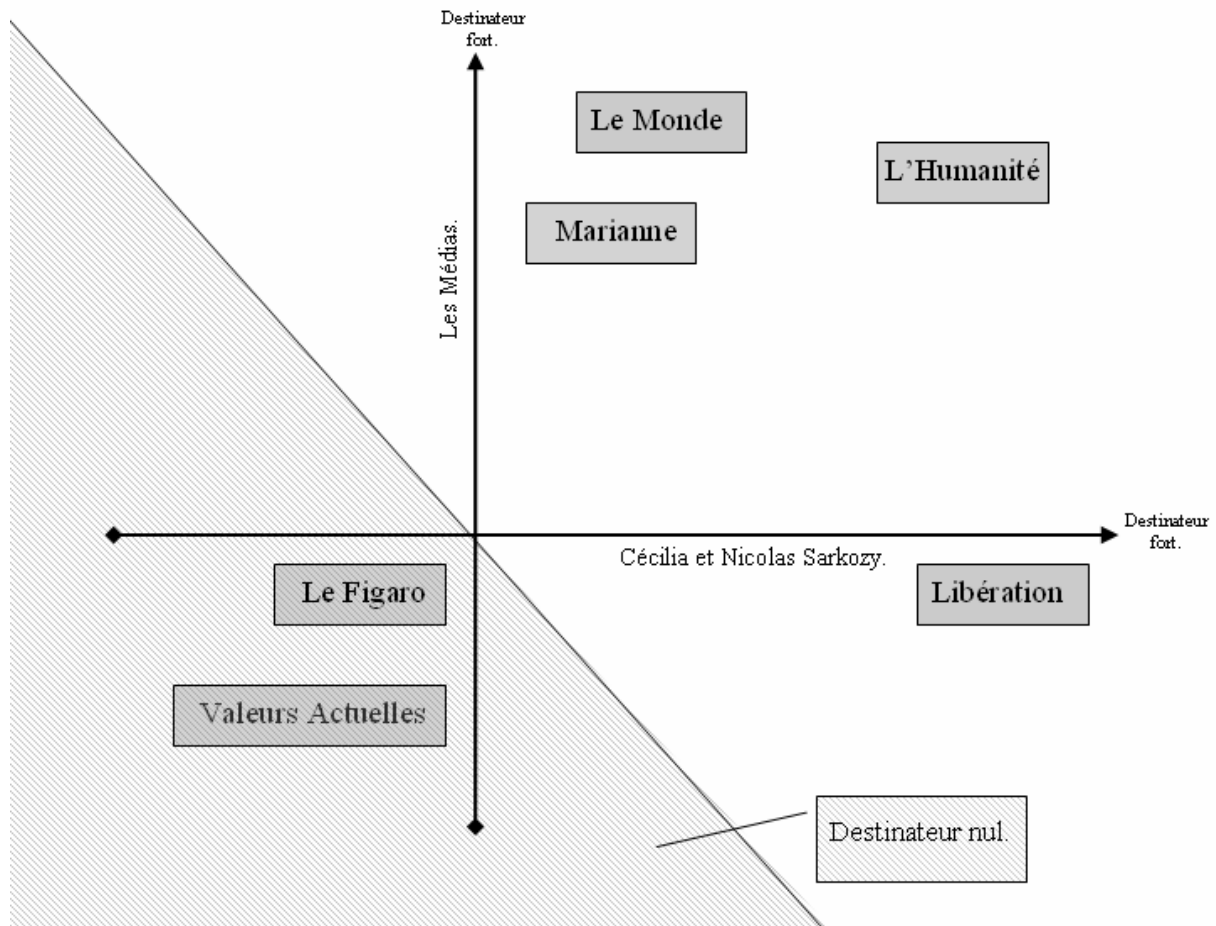 Destinateur
fort.
Le Monde
L'Humanité
Marianne
Les Médias.
Destinateur
fort.
Cécilia et Nicolas Sarkozy.
Le Figaro
Libération
Valeurs Actuelles
Destinateur nul.